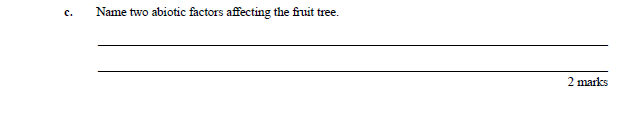 c. Name two abiotic factors affecting the fruit tree.
2 marks